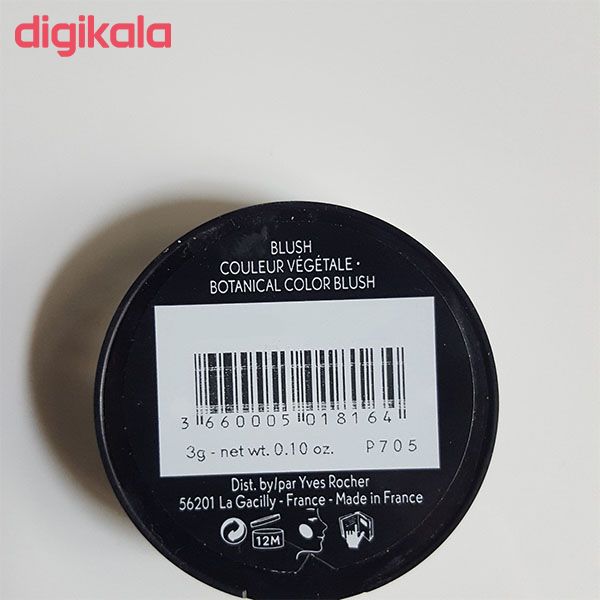 digikala
BLUSH
COULEUR VÉGÉTALE •
BOTANICAL COLOR BLUSH
3 660005 018164
3g - net wt. 0.10 oz. P705
Dist. by/par Yves Rocher
56201 La Gacilly - France - Made in France
12M